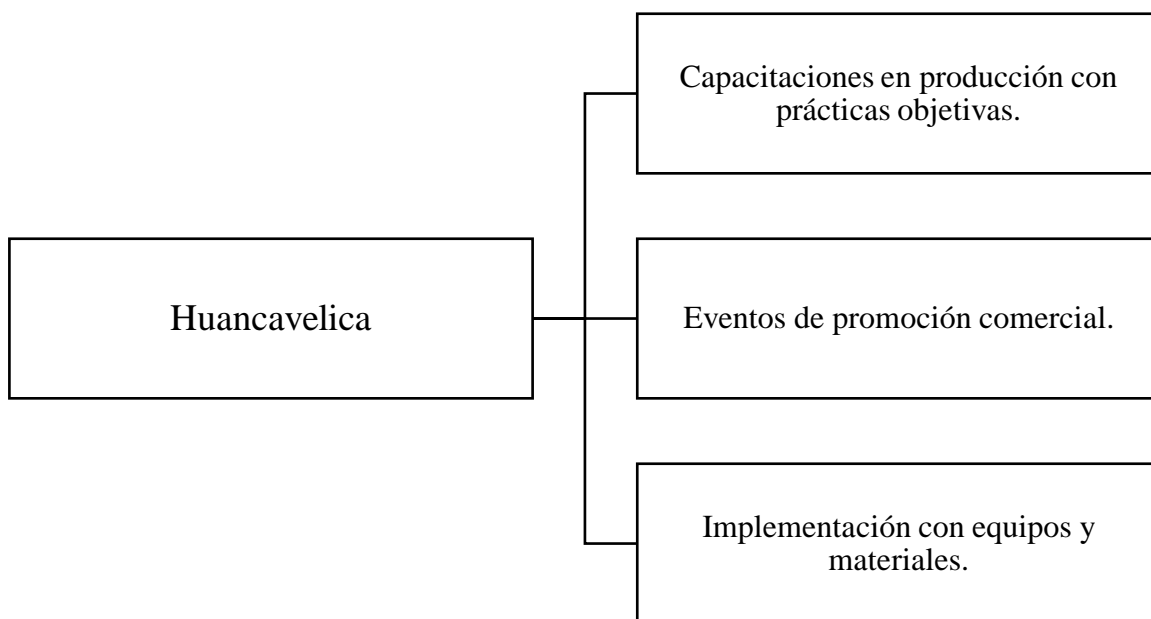 Huancavelica
Capacitaciones en producción con
prácticas objetivas.
Eventos de promoción comercial.
Implementación con equipos y
materiales.